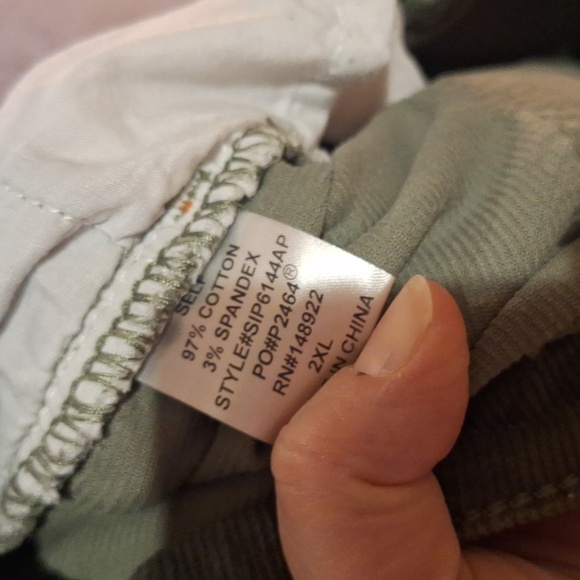 SELF
97% COTTON
3% SPANDEX
STYLE#SIP6144AP
PO#P2464®
RN#148922
2XL
IN CHINA